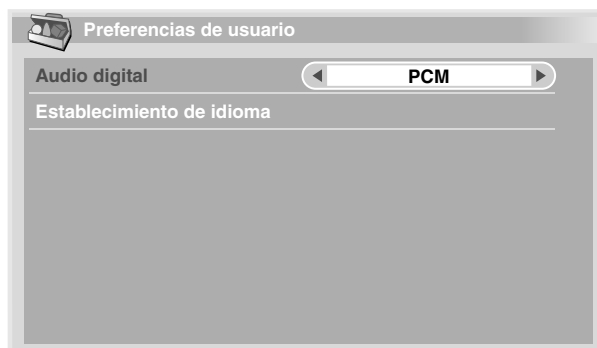 Preferencias de usuario
Audio digital PCM
Establecimiento de idioma